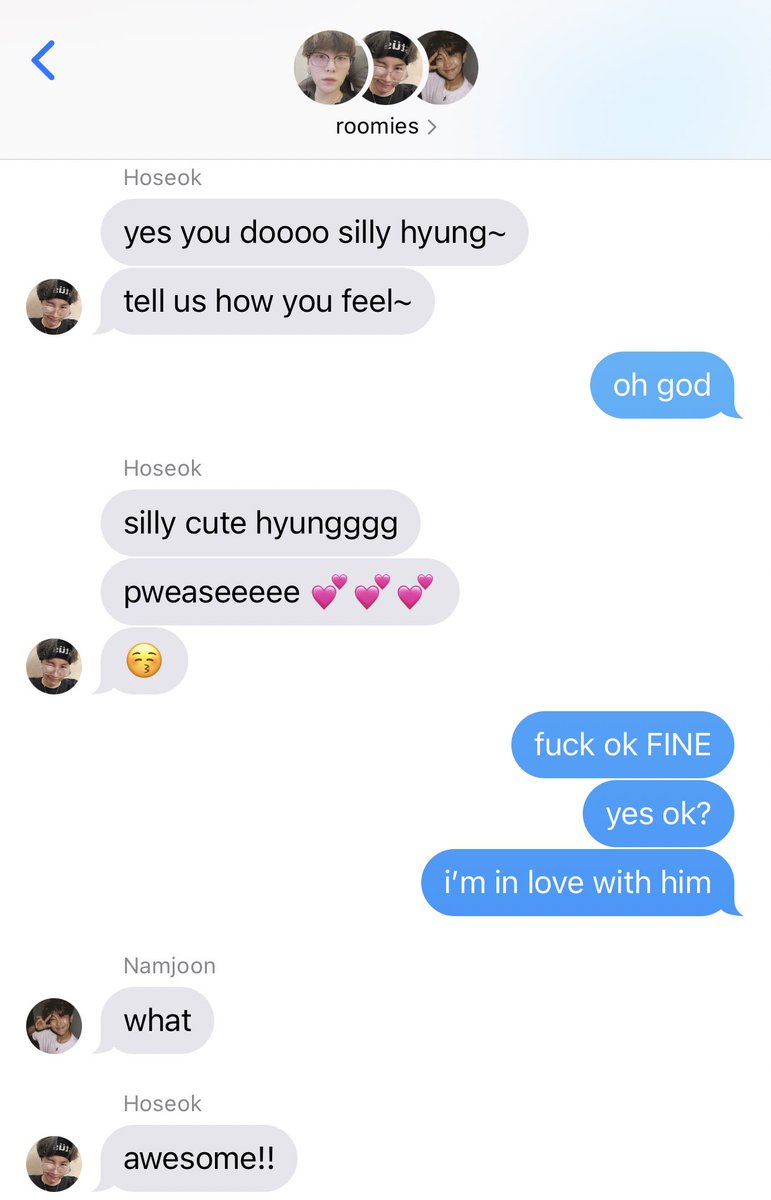 roomies
Hoseok
yes you doooo silly hyung~
tell us how you feel~
oh god
Hoseok
silly cute hyungggg
pweaseeeee 💕💕💕
😚
fuck ok FINE
yes ok?
i’m in love with him
Namjoon
what
Hoseok
awesome!!